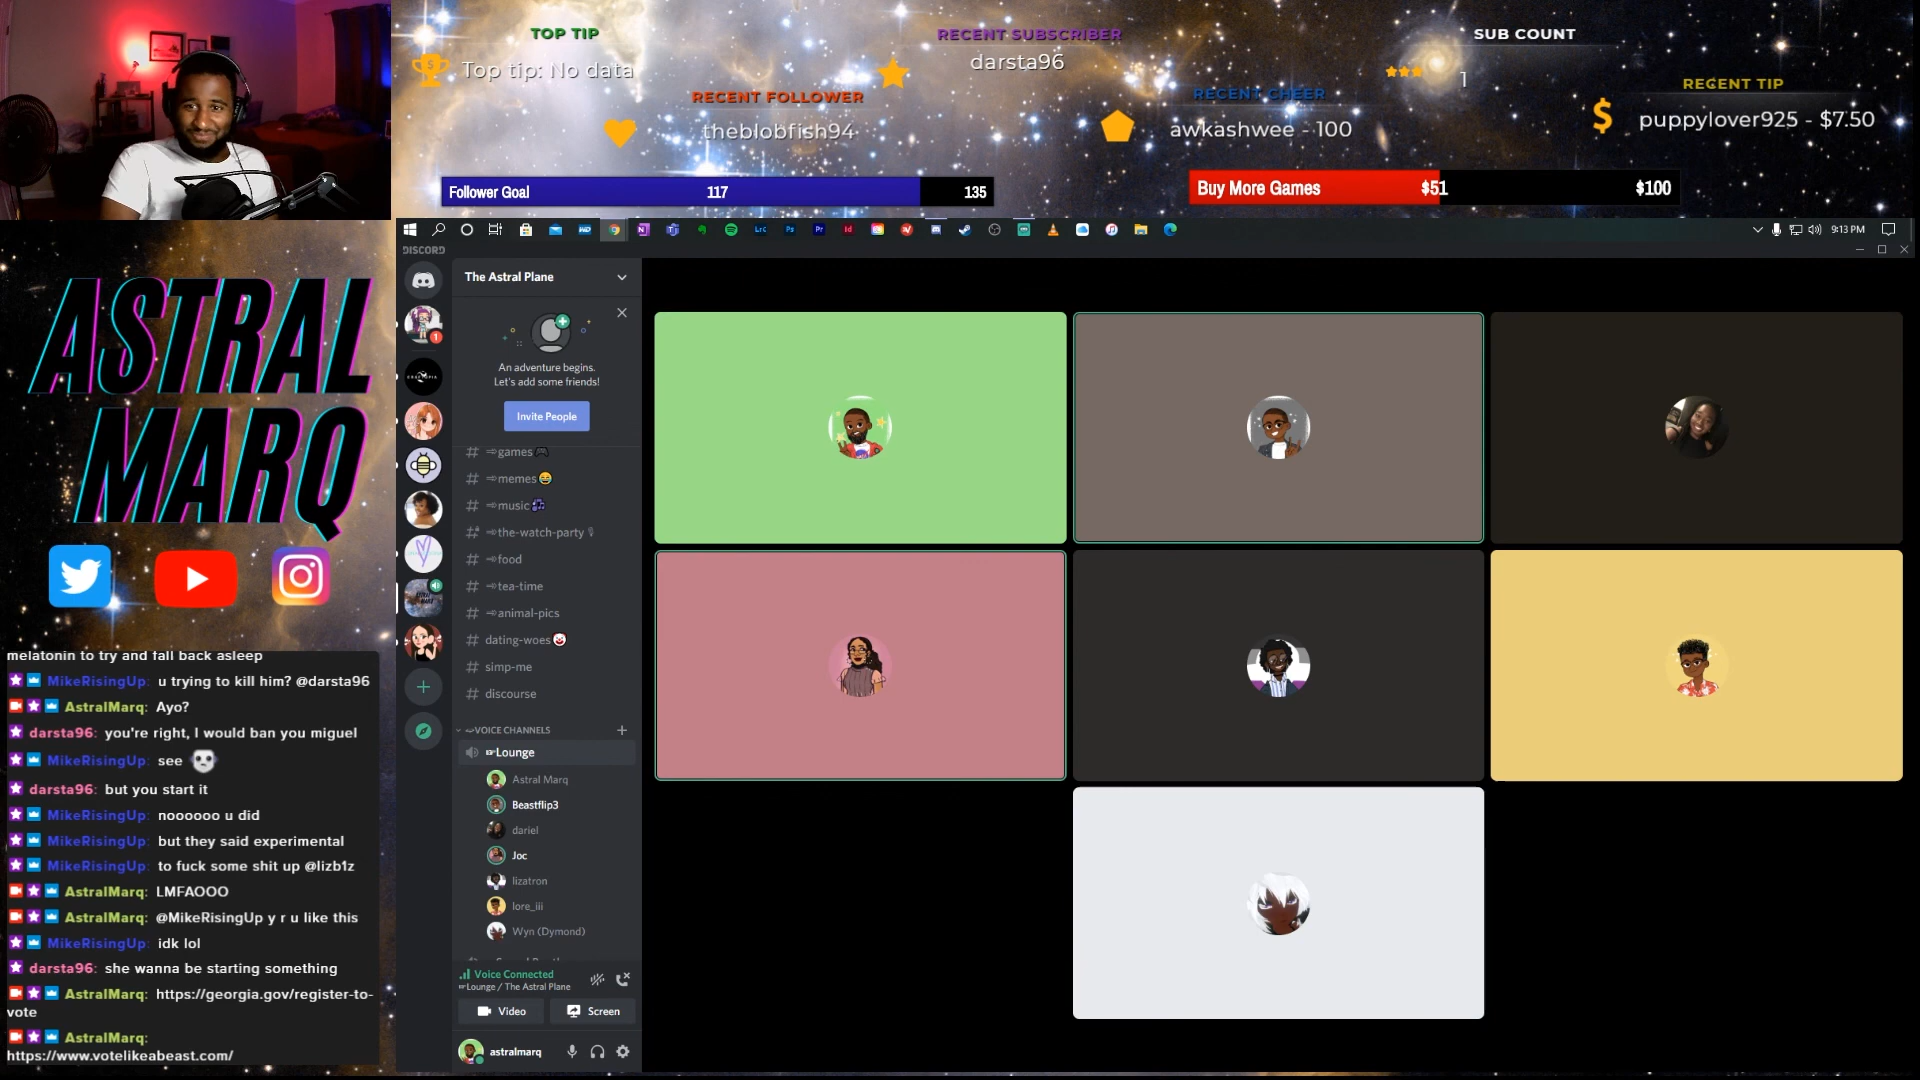 TOP TIP
Top tip: No data
RECENT FOLLOWER
theblobfish94
RECENT SUBSCRIBER
darsta96
RECENT CHEER
awkashwee - 100
SUB COUNT
1
RECENT TIP
puppylover925 - $7.50
Follower Goal 117 135
Buy More Games $51 $100
9:13 PM
ASTRAL
MARQ
melatonin to try and fall back asleep
MikeRisingUp: u trying to kill him? @darsta96
AstralMarq: Ayo?
darsta96: you're right, I would ban you miguel
MikeRisingUp: see
darsta96: but you start it
MikeRisingUp: noooooo u did
MikeRisingUp: but they said experimental
MikeRisingUp: to fuck some shit up @lizb1z
AstralMarq: LMFAOOO
AstralMarq: @MikeRisingUp y r u like this
MikeRisingUp: idk lol
darsta96: she wanna be starting something
AstralMarq: https://georgia.gov/register-to-
vote
AstralMarq:
https://www.votelikeabeast.com/
DISCORD
The Astral Plane
An adventure begins.
Let's add some friends!
Invite People
games
memes
music
the-watch-party
food
tea-time
animal-pics
dating-woes
simp-me
discourse
VOICE CHANNELS
Lounge
Astral Marq
Beastflip3
dariel
Joc
lizatron
lore_iii
Wyn (Dymond)
Voice Connected
Lounge / The Astral Plane
Video
Screen
astralmarq